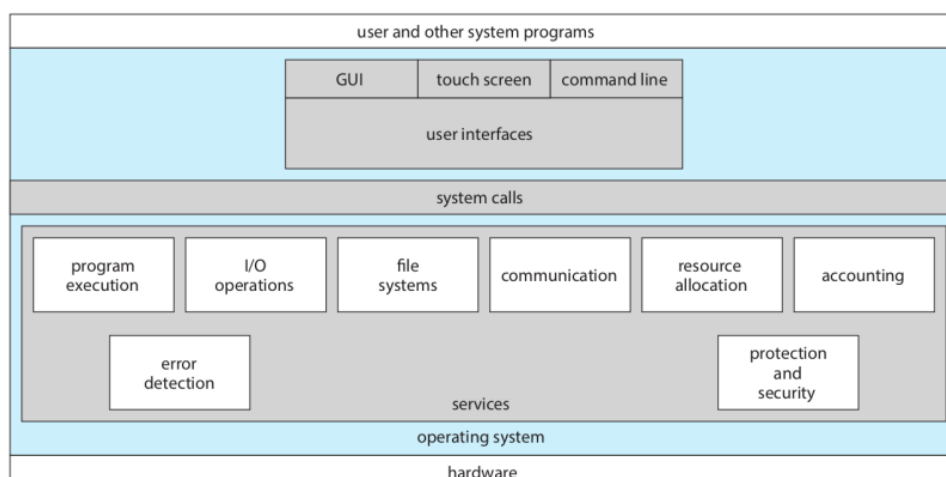 user and other system programs
GUI
touch screen
command line
user interfaces
system calls
program
execution
I/O
operations
file
systems
communication
resource
allocation
accounting
error
detection
protection
and
security
services
operating system
hardware